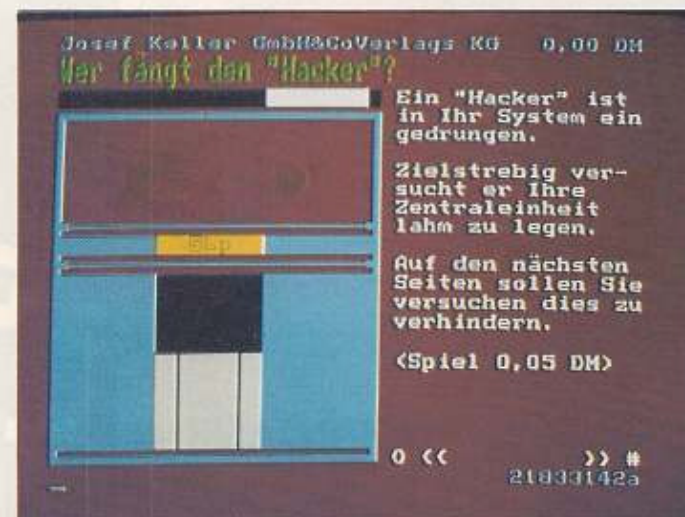 Josef Keller GmbH&CoVerlags KG 0,00 DM
Wer fängt den "Hacker"?
Ein "Hacker" ist
in Ihr System ein
gedrungen.
Zielstrebig ver-
sucht er Ihre
Zentraleinheit
lahm zu legen.
Auf den nächsten
Seiten sollen Sie
versuchen dies zu
verhindern.
<Spiel 0,05 DM>
0 << >> #
21833142a